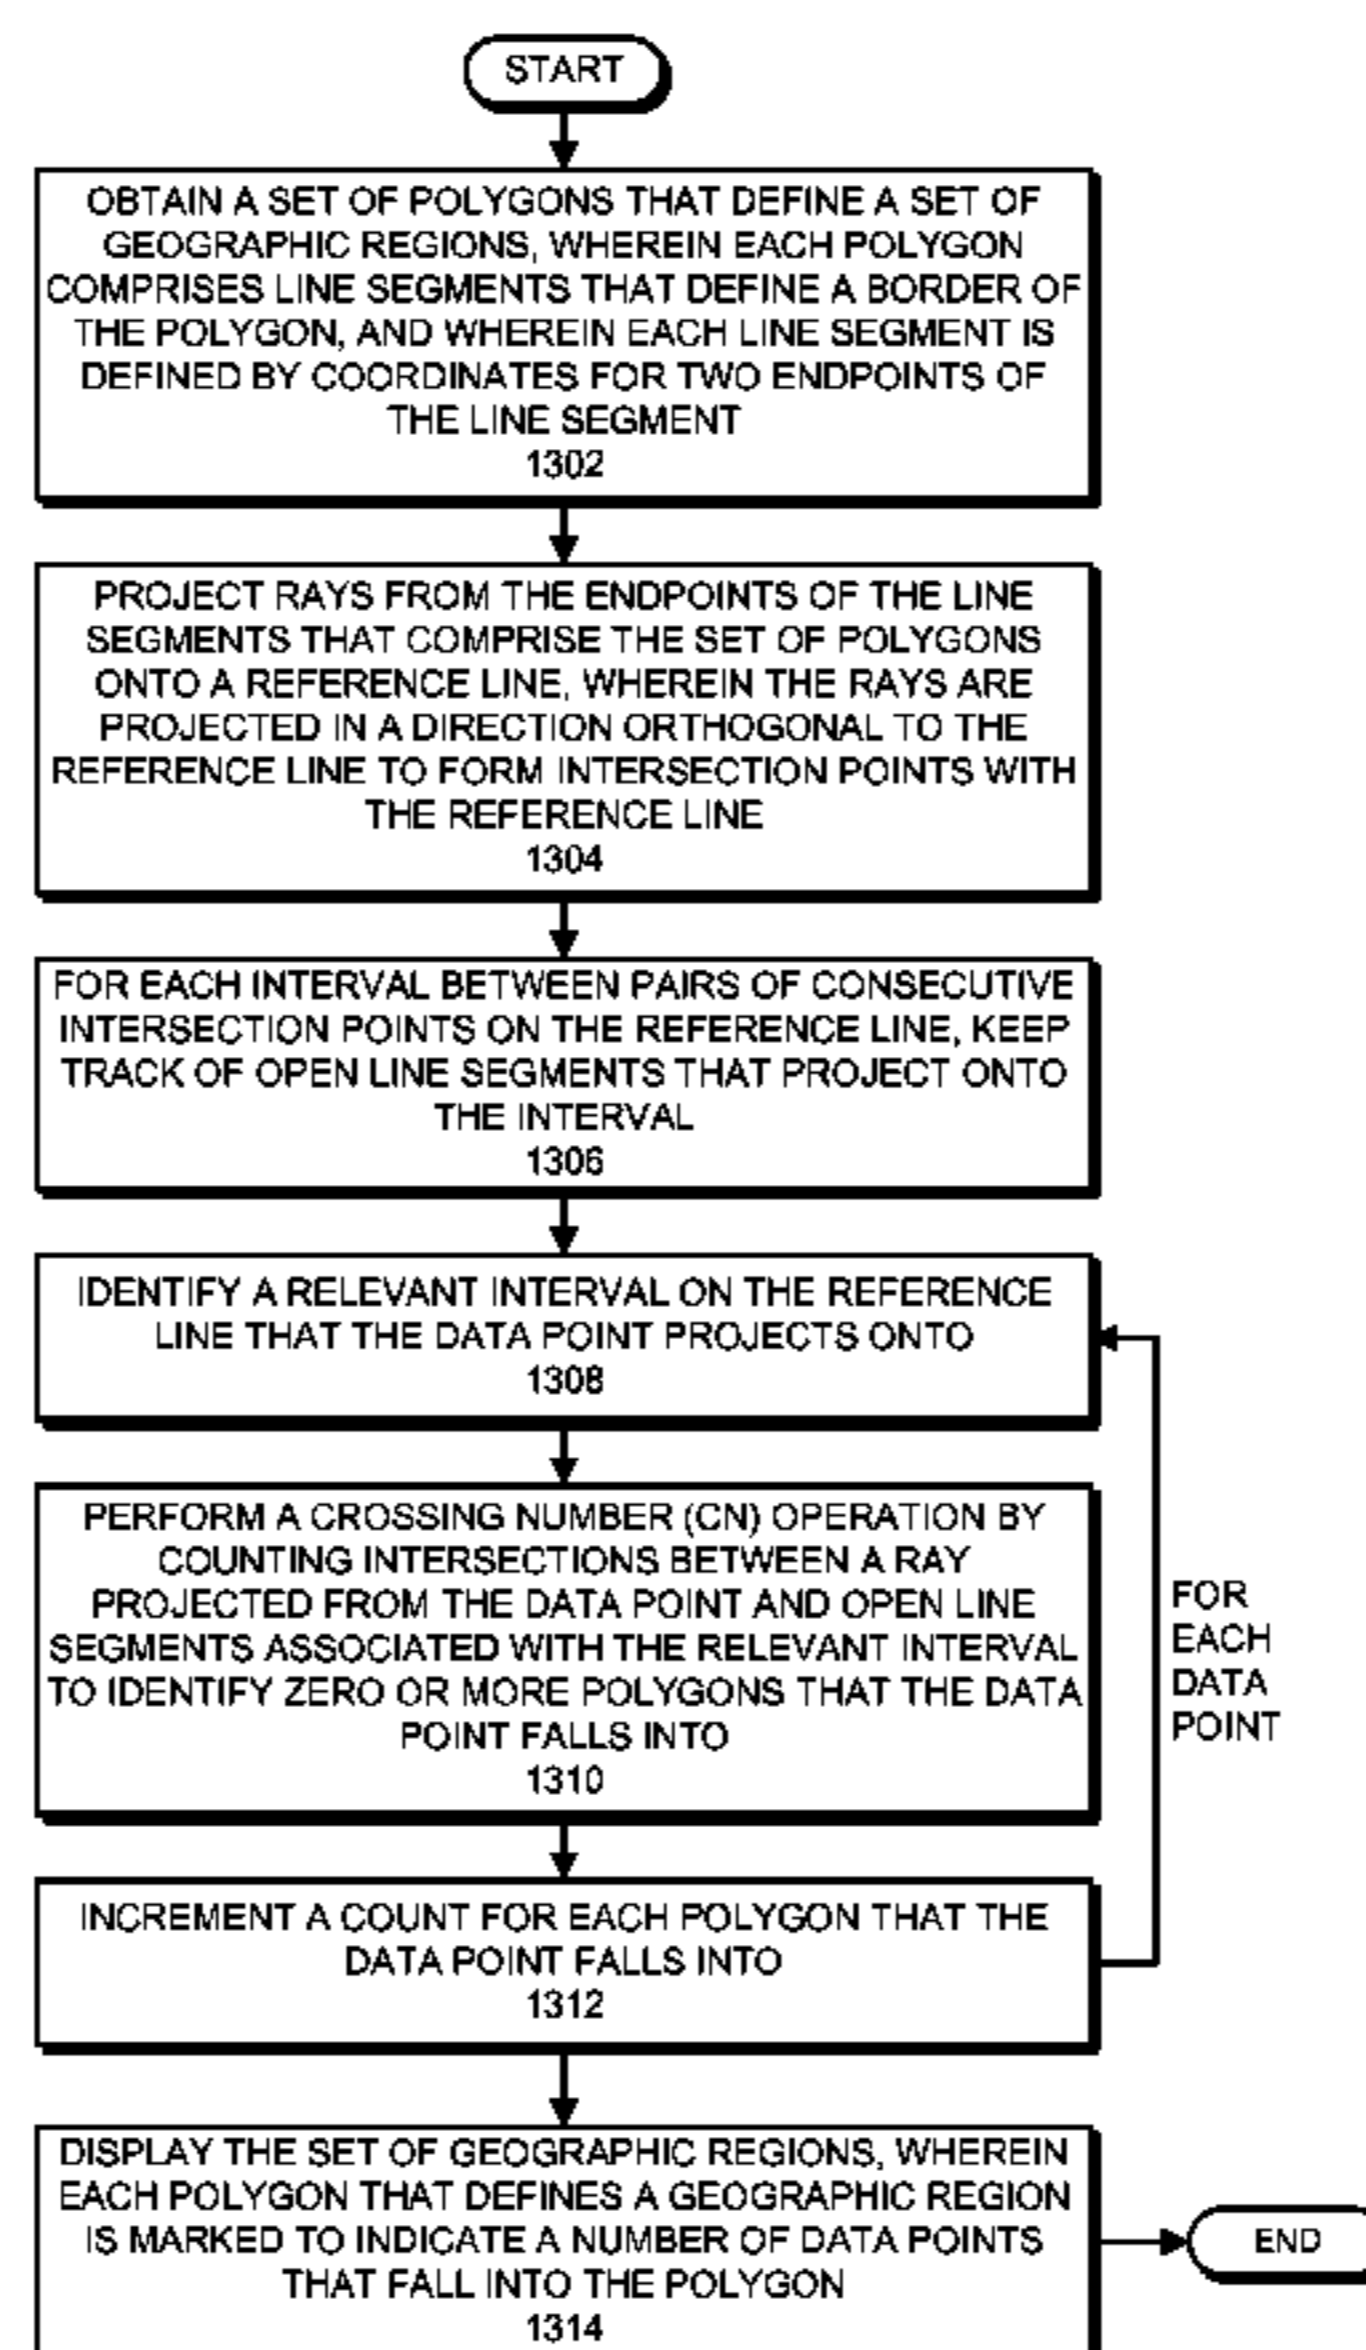 START
OBTAIN A SET OF POLYGONS THAT DEFINE A SET OF
GEOGRAPHIC REGIONS, WHEREIN EACH POLYGON
COMPRISES LINE SEGMENTS THAT DEFINE A BORDER OF
THE POLYGON, AND WHEREIN EACH LINE SEGMENT IS
DEFINED BY COORDINATES FOR TWO ENDPOINTS OF
THE LINE SEGMENT
1302
PROJECT RAYS FROM THE ENDPOINTS OF THE LINE
SEGMENTS THAT COMPRISE THE SET OF POLYGONS
ONTO A REFERENCE LINE, WHEREIN THE RAYS ARE
PROJECTED IN A DIRECTION ORTHOGONAL TO THE
REFERENCE LINE TO FORM INTERSECTION POINTS WITH
THE REFERENCE LINE
1304
FOR EACH INTERVAL BETWEEN PAIRS OF CONSECUTIVE
INTERSECTION POINTS ON THE REFERENCE LINE, KEEP
TRACK OF OPEN LINE SEGMENTS THAT PROJECT ONTO
THE INTERVAL
1306
IDENTIFY A RELEVANT INTERVAL ON THE REFERENCE
LINE THAT THE DATA POINT PROJECTS ONTO
1308
PERFORM A CROSSING NUMBER (CN) OPERATION BY
COUNTING INTERSECTIONS BETWEEN A RAY
PROJECTED FROM THE DATA POINT AND OPEN LINE
SEGMENTS ASSOCIATED WITH THE RELEVANT INTERVAL
TO IDENTIFY ZERO OR MORE POLYGONS THAT THE DATA
POINT FALLS INTO
1310
FOR
EACH
DATA
POINT
INCREMENT A COUNT FOR EACH POLYGON THAT THE
DATA POINT FALLS INTO
1312
DISPLAY THE SET OF GEOGRAPHIC REGIONS, WHEREIN
EACH POLYGON THAT DEFINES A GEOGRAPHIC REGION
IS MARKED TO INDICATE A NUMBER OF DATA POINTS
THAT FALL INTO THE POLYGON
1314
END